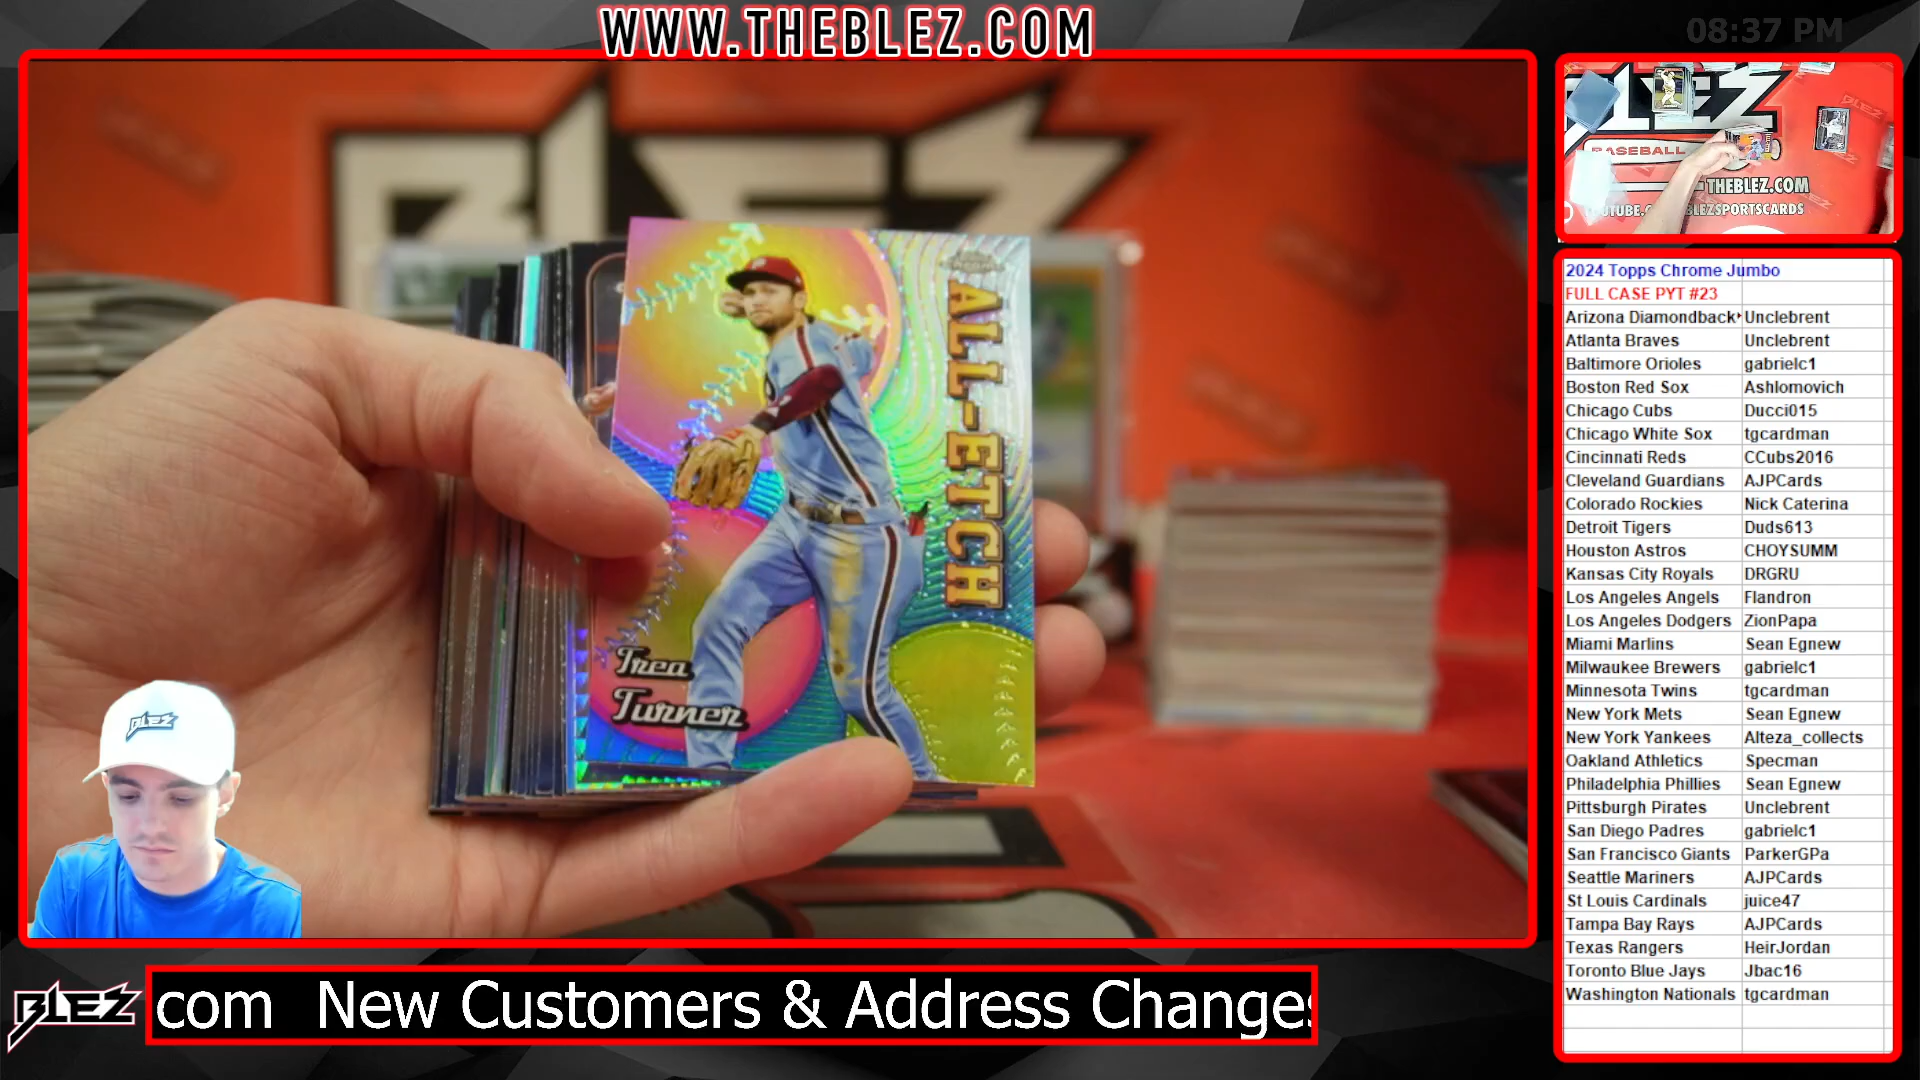 WWW.THEBLEZ.COM
08:37 PM
BLEZ
ALL-ETCH
Trea
Turner
BLEZ
BLEZ
BASEBALL
THEBLEZ.COM
BLEZSPORTSCARDS
2024 Topps Chrome Jumbo
FULL CASE PYT #23
Arizona Diamondback Unclebrent
Atlanta Braves Unclebrent
Baltimore Orioles gabrielc1
Boston Red Sox Ashlomovich
Chicago Cubs Ducci015
Chicago White Sox tgcardman
Cincinnati Reds CCubs2016
Cleveland Guardians AJPCards
Colorado Rockies Nick Caterina
Detroit Tigers Duds613
Houston Astros CHOYSUMM
Kansas City Royals DRGRU
Los Angeles Angels Flandron
Los Angeles Dodgers ZionPapa
Miami Marlins Sean Egnew
Milwaukee Brewers gabrielc1
Minnesota Twins tgcardman
New York Mets Sean Egnew
New York Yankees Alteza_collects
Oakland Athletics Specman
Philadelphia Phillies Sean Egnew
Pittsburgh Pirates Unclebrent
San Diego Padres gabrielc1
San Francisco Giants ParkerGPa
Seattle Mariners AJPCards
St Louis Cardinals juice47
Tampa Bay Rays AJPCards
Texas Rangers HeirJordan
Toronto Blue Jays Jbac16
Washington Nationals tgcardman
BLEZ
com New Customers & Address Changes